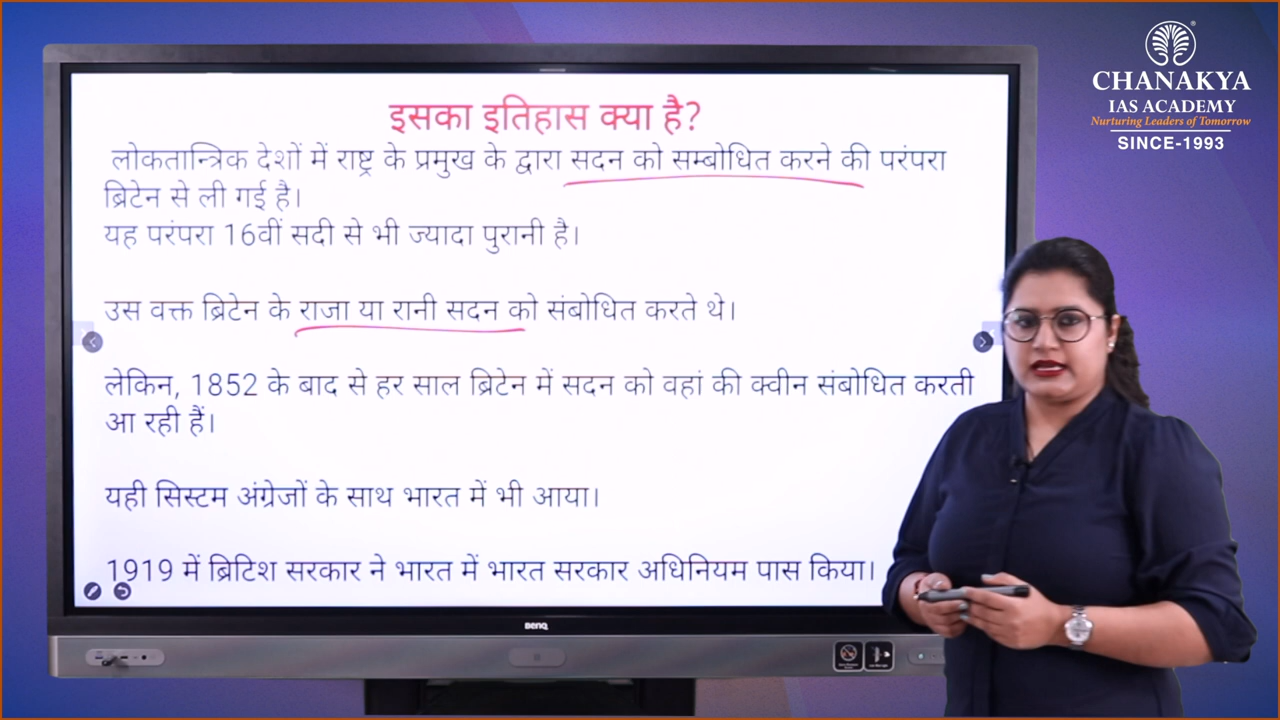 CHANAKYA
IAS ACADEMY
Nurturing Leaders of Tomorrow
SINCE-1993
इसका इतिहास क्या है?
लोकतान्त्रिक देशों में राष्ट्र के प्रमुख के द्वारा सदन को सम्बोधित करने की परंपरा
ब्रिटेन से ली गई है।
यह परंपरा 16वीं सदी से भी ज्यादा पुरानी है।
उस वक्त ब्रिटेन के राजा या रानी सदन को संबोधित करते थे।
लेकिन, 1852 के बाद से हर साल ब्रिटेन में सदन को वहां की क्वीन संबोधित करती
आ रही हैं।
यही सिस्टम अंग्रेजों के साथ भारत में भी आया।
1919 में ब्रिटिश सरकार ने भारत में भारत सरकार अधिनियम पास किया।
BenQ